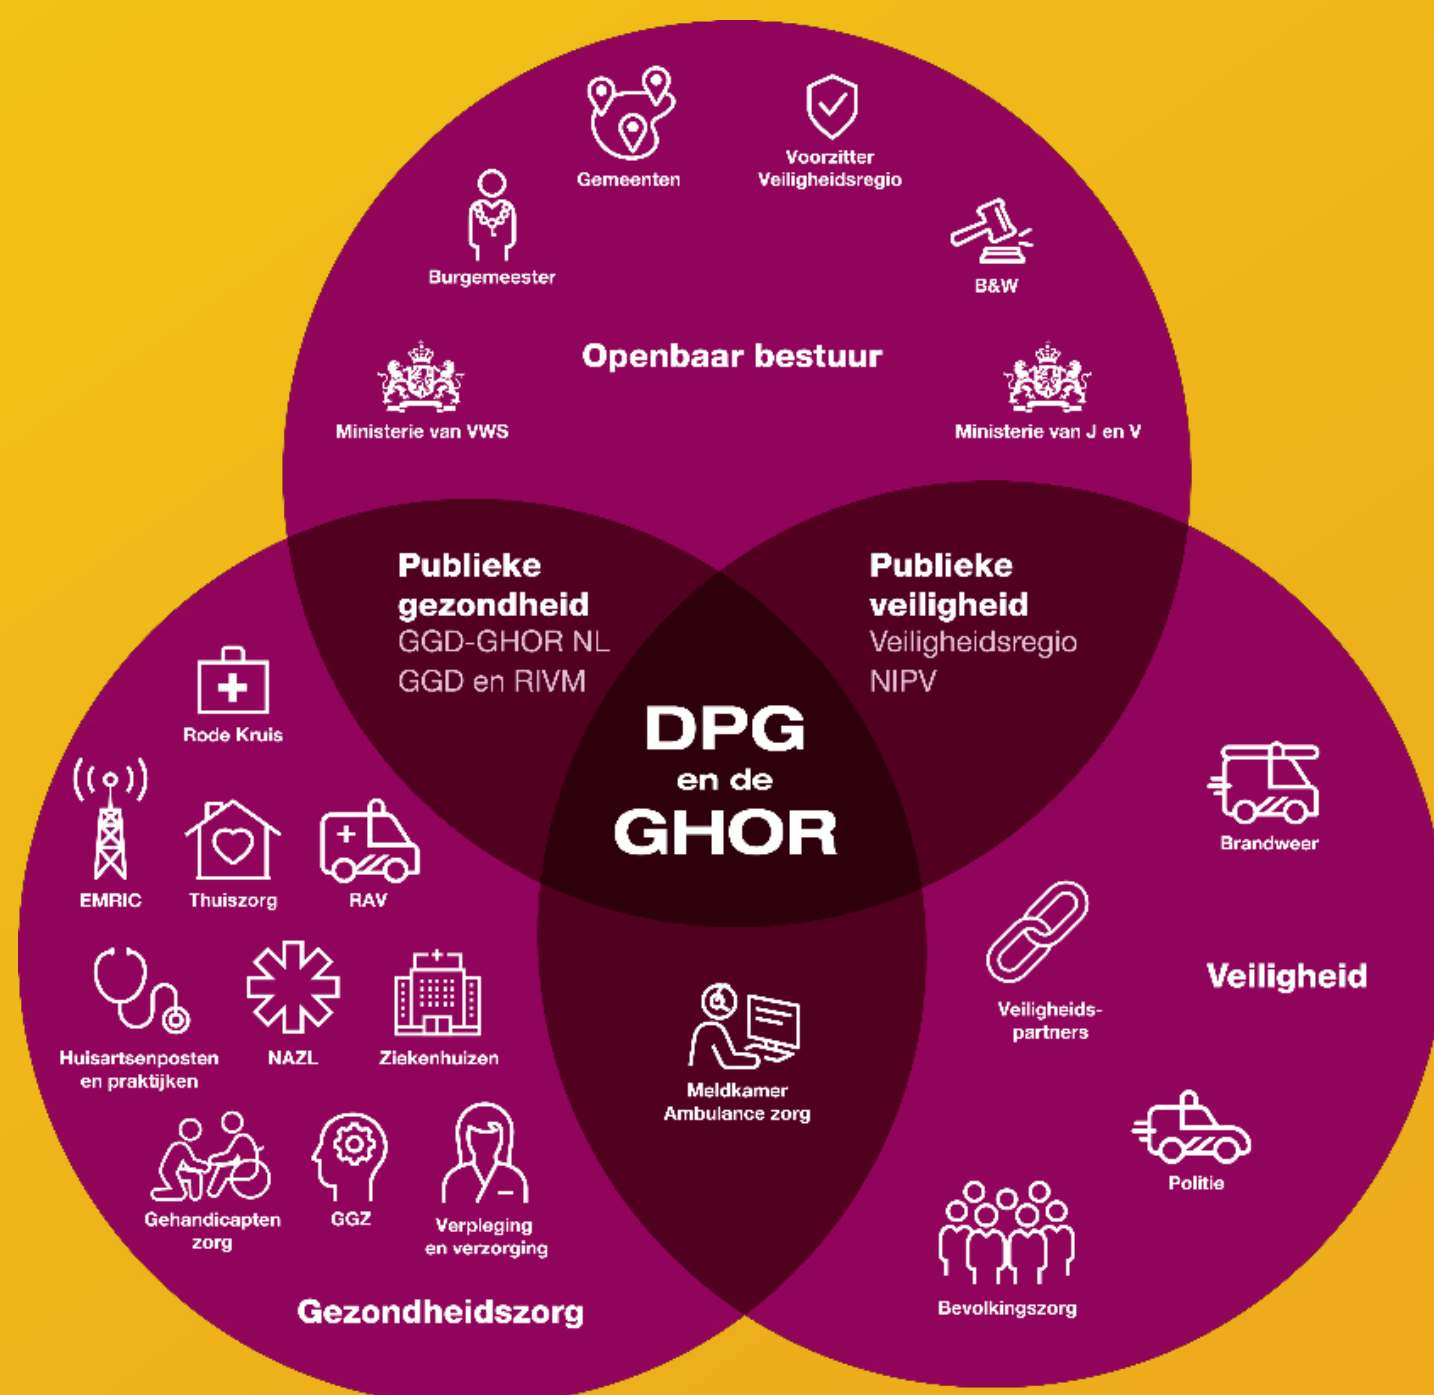 Gemeenten
Voorzitter
Veiligheidsregio
Burgemeester
B&W
Openbaar bestuur
Ministerie van VWS
Ministerie van J en V
Publieke
gezondheid
GGD-GHOR NL
GGD en RIVM
Publieke
veiligheid
Veiligheidsregio
NIPV
DPG
en de
GHOR
Rode Kruis
EMRIC
Thuiszorg
RAV
Huisartsenposten
en praktijken
NAZL
Ziekenhuizen
Gehandicapten
zorg
GGZ
Verpleging
en verzorging
Gezondheidszorg
Meldkamer
Ambulance zorg
Brandweer
Veiligheids-
partners
Veiligheid
Politie
Bevolkingszorg